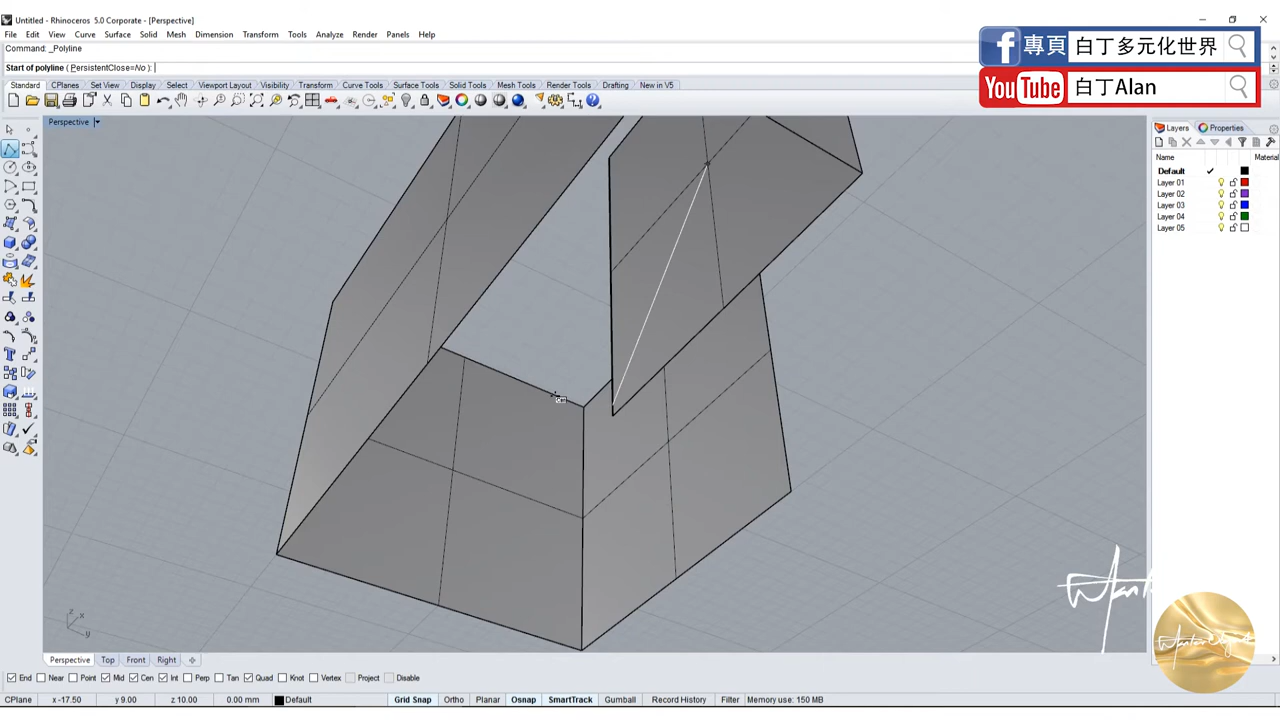 Untitled - Rhinoceros 5.0 Corporate - [Perspective]
File Edit View Curve Surface Solid Mesh Dimension Transform Tools Analyze Render Panels Help
Command: _Polyline
Start of polyline ( PersistentClose=No ):
專頁 白丁多元化世界
YouTube 白丁Alan
Standard CPlanes Set View Display Select Viewport Layout Visibility Transform Curve Tools Surface Tools Solid Tools Mesh Tools Render Tools Drafting New in V5
Perspective
Layers Properties
Name Material
Default
Layer 01
Layer 02
Layer 03
Layer 04
Layer 05
z x
y
Perspective Top Front Right
End Near Point Mid Cen Int Perp Tan Quad Knot Vertex Project Disable
CPlane x -17.50 y 9.00 z 10.00 0.00 mm Default Grid Snap Ortho Planar Osnap SmartTrack Gumball Record History Filter Memory use: 150 MB